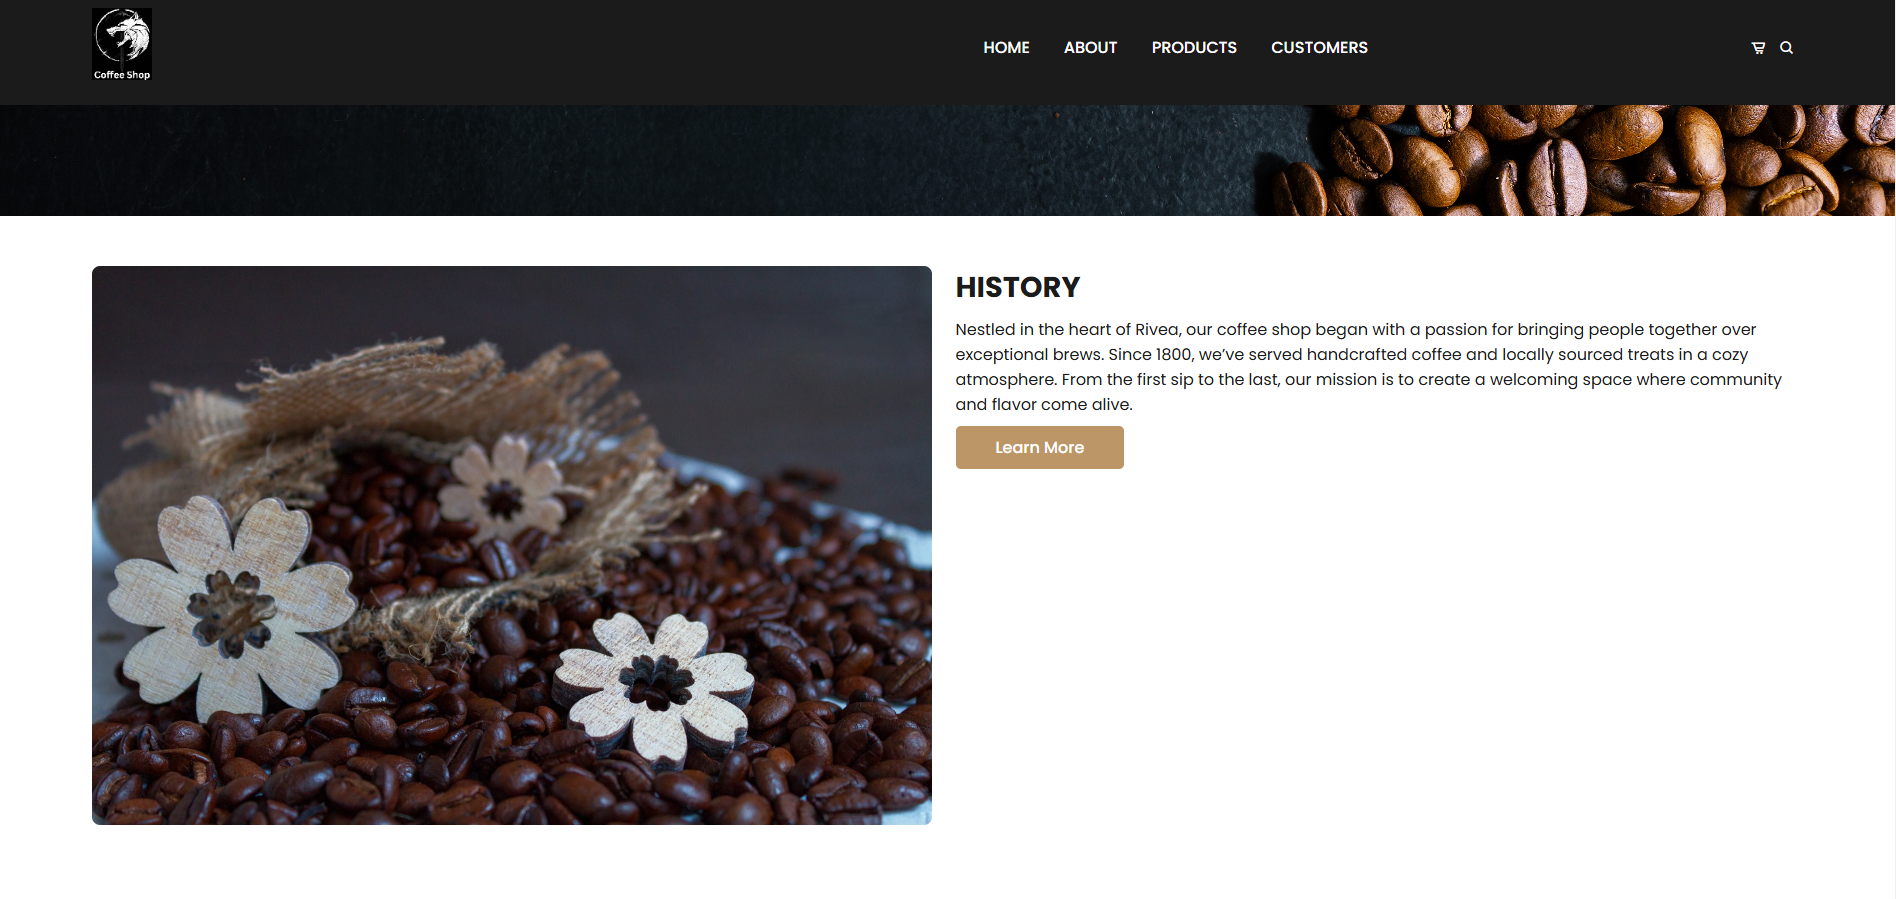 Coffee Shop
HOME ABOUT PRODUCTS CUSTOMERS
HISTORY
Nestled in the heart of Rivea, our coffee shop began with a passion for bringing people together over
exceptional brews. Since 1800, we’ve served handcrafted coffee and locally sourced treats in a cozy
atmosphere. From the first sip to the last, our mission is to create a welcoming space where community
and flavor come alive.
Learn More